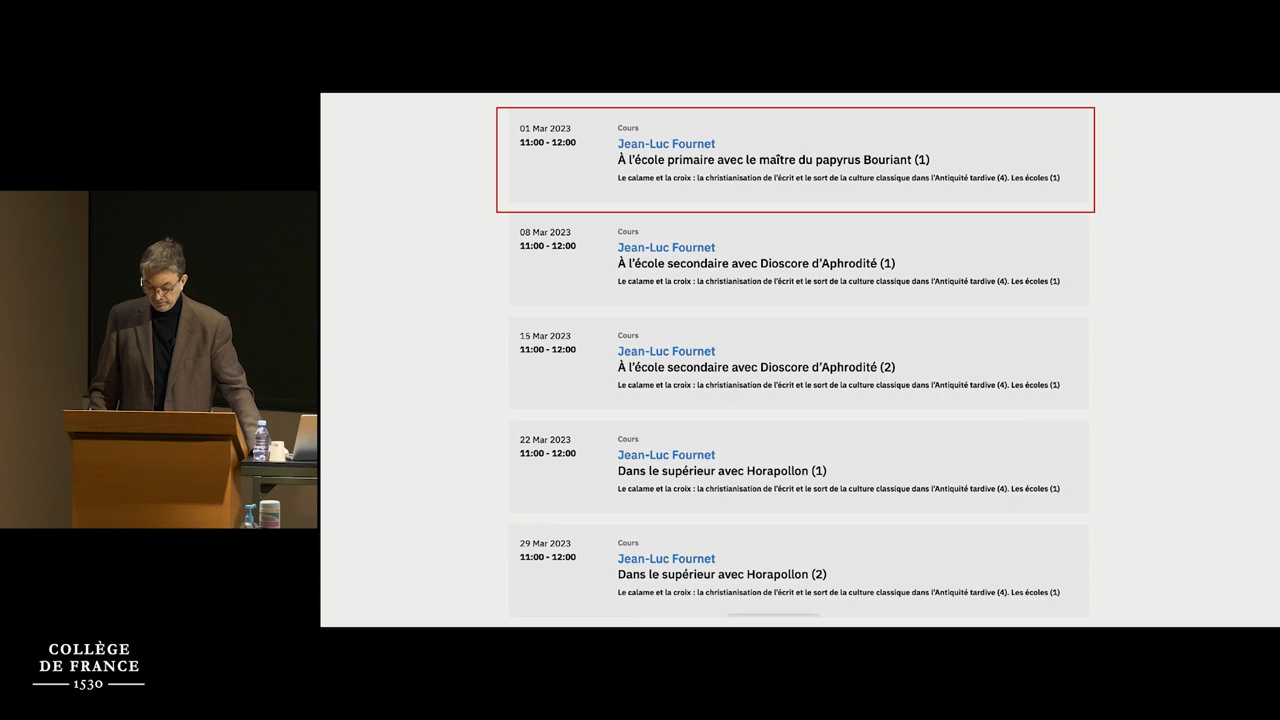 01 Mar 2023
11:00 - 12:00
Cours
Jean-Luc Fournet
À l'école primaire avec le maître du papyrus Bouriant (1)
Le calame et la croix : la christianisation de l'écrit et le sort de la culture classique dans l'Antiquité tardive (4). Les écoles (1)
08 Mar 2023
11:00 - 12:00
Cours
Jean-Luc Fournet
À l'école secondaire avec Dioscore d'Aphrodité (1)
Le calame et la croix : la christianisation de l'écrit et le sort de la culture classique dans l'Antiquité tardive (4). Les écoles (1)
15 Mar 2023
11:00 - 12:00
Cours
Jean-Luc Fournet
À l'école secondaire avec Dioscore d'Aphrodité (2)
Le calame et la croix : la christianisation de l'écrit et le sort de la culture classique dans l'Antiquité tardive (4). Les écoles (1)
22 Mar 2023
11:00 - 12:00
Cours
Jean-Luc Fournet
Dans le supérieur avec Horapollon (1)
Le calame et la croix : la christianisation de l'écrit et le sort de la culture classique dans l'Antiquité tardive (4). Les écoles (1)
29 Mar 2023
11:00 - 12:00
Cours
Jean-Luc Fournet
Dans le supérieur avec Horapollon (2)
Le calame et la croix : la christianisation de l'écrit et le sort de la culture classique dans l'Antiquité tardive (4). Les écoles (1)
COLLÈGE
DE FRANCE
1530